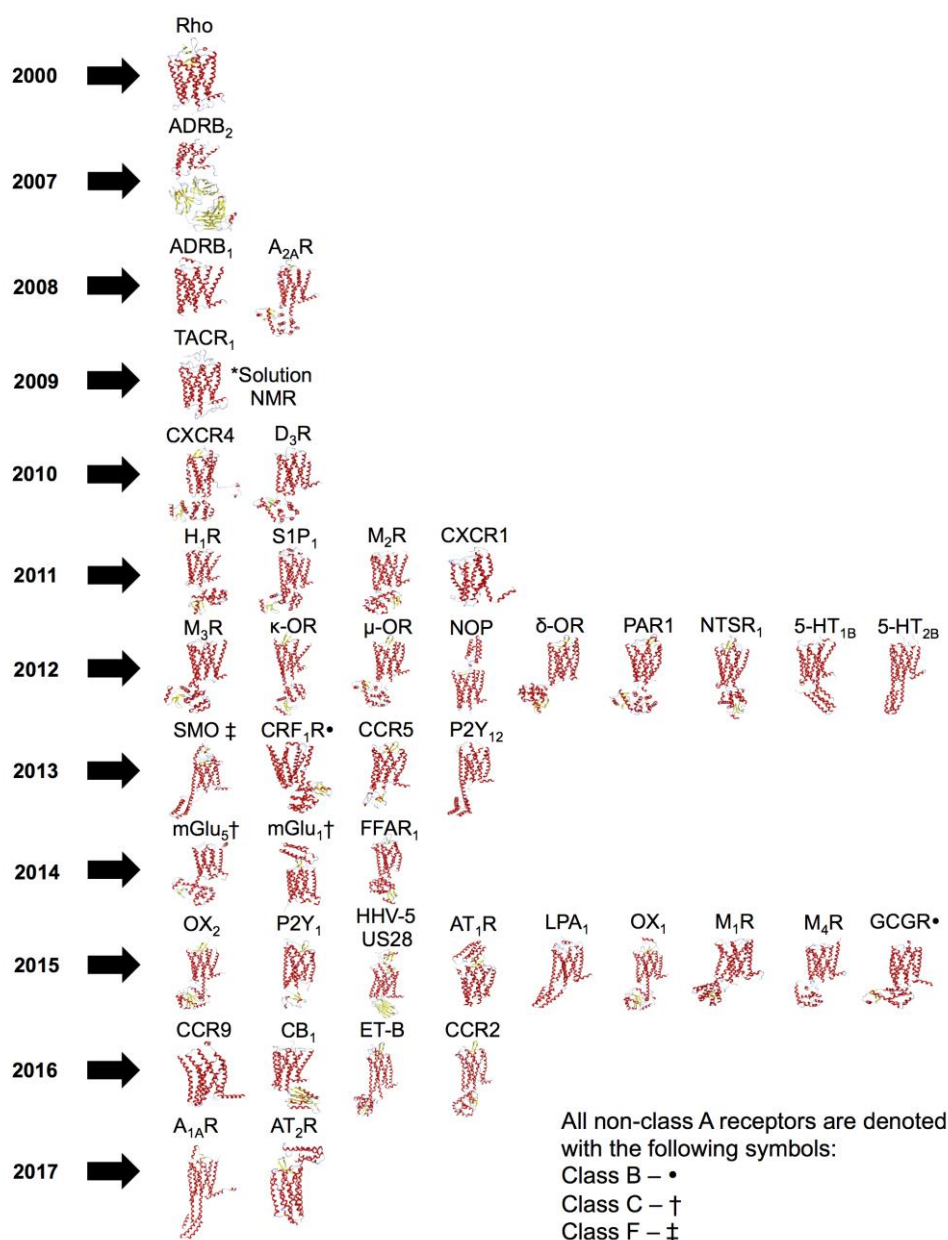 Rho
2000
ADRB₂
2007
ADRB₁ A₂ₐR
2008
TACR₁
2009
*Solution
NMR
CXCR4 D₃R
2010
H₁R S1P₁ M₂R CXCR1
2011
M₃R κ-OR μ-OR NOP δ-OR PAR1 NTSR₁ 5-HT₁B 5-HT₂B
2012
SMO ‡ CRF₁R• CCR5 P2Y₁₂
2013
mGlu₅† mGlu₁† FFAR₁
2014
OX₂ P2Y₁ HHV-5
US28 AT₁R LPA₁ OX₁ M₁R M₄R GCGR•
2015
CCR9 CB₁ ET-B CCR2
2016
A₁ₐR AT₂R
2017
All non-class A receptors are denoted
with the following symbols:
Class B – •
Class C – †
Class F – ‡